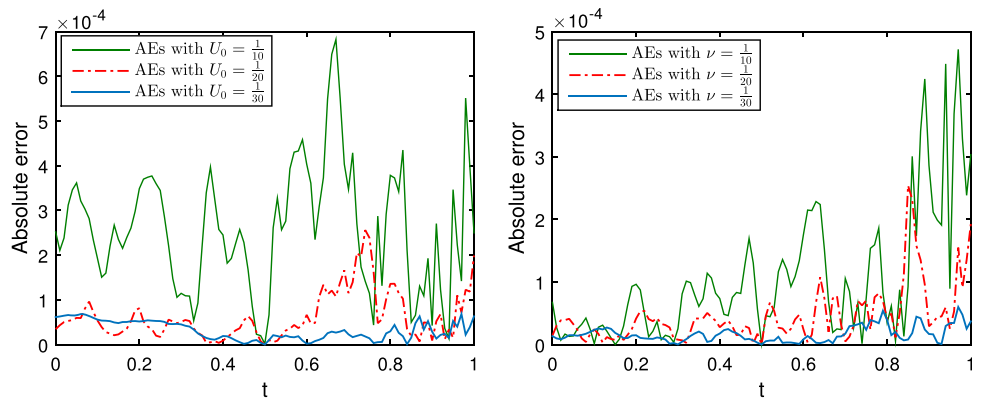 ×10⁻⁴
7
6
5
4
3
2
1
0
AEs with U₀ = 1/10
AEs with U₀ = 1/20
AEs with U₀ = 1/30
Absolute error
0 0.2 0.4 0.6 0.8 1
t
×10⁻⁴
5
4
3
2
1
0
AEs with ν = 1/10
AEs with ν = 1/20
AEs with ν = 1/30
Absolute error
0 0.2 0.4 0.6 0.8 1
t